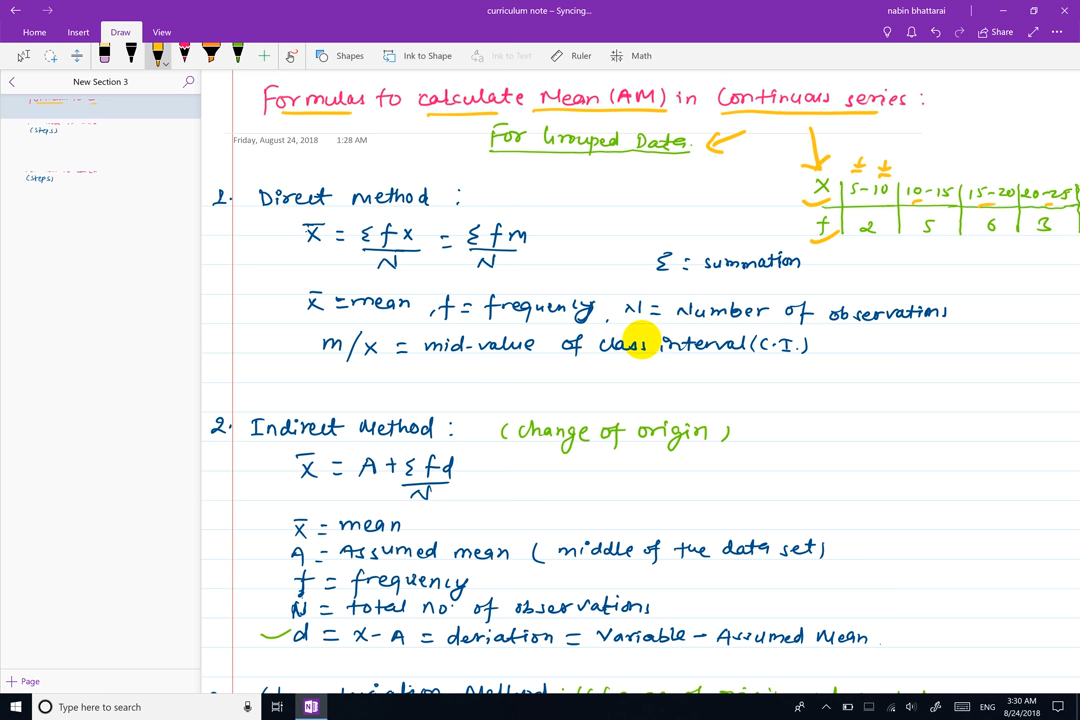 curriculum note – Syncing...
nabin bhattarai
Home Insert Draw View
Share
Shapes Ink to Shape Ink to Text Ruler Math
New Section 3
(steps)
(steps)
Formulas to calculate Mean (AM) in Continuous series :
Friday, August 24, 2018 1:28 AM
For Grouped Data.
X 5-10 10-15 15-20 20-25
f 2 5 6 3
1. Direct method :
X̄ = Σfx/N = Σfm/N
Σ = summation
X̄ = mean, f = frequency, N = Number of observations
m/x = mid-value of class interval (C.I.)
2. Indirect Method : (change of origin)
X̄ = A + Σfd/N
X̄ = mean
A = Assumed mean (middle of the data set)
f = frequency
N = total no. of observations
d = X - A = deviation = Variable - Assumed Mean
Page
Type here to search
ENG
3:30 AM
8/24/2018